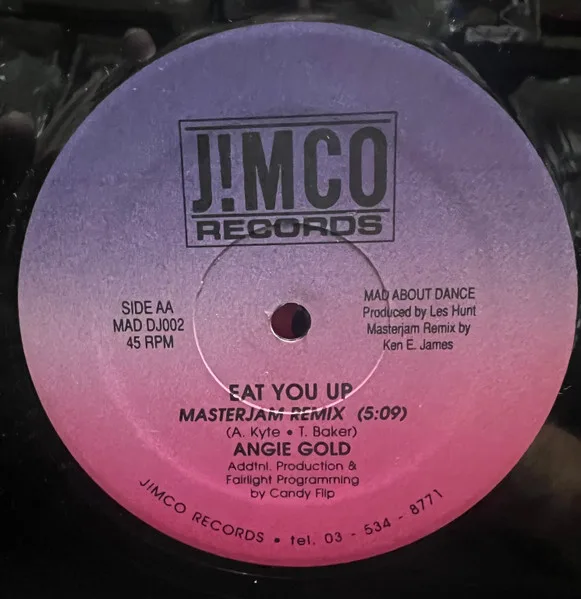 J!MCO
RECORDS
SIDE AA
MAD DJ002
45 RPM
MAD ABOUT DANCE
Produced by Les Hunt
Masterjam Remix by
Ken E. James
EAT YOU UP
MASTERJAM REMIX (5:09)
(A. Kyte • T. Baker)
ANGIE GOLD
Addtnl. Production &
Fairlight Programming
by Candy Flip
JIMCO RECORDS • tel. 03 - 534 - 8771